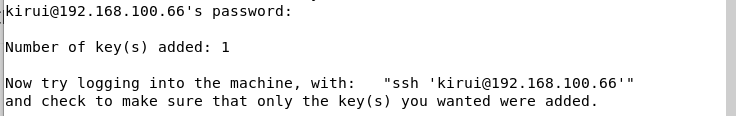 kirui@192.168.100.66's password:
Number of key(s) added: 1
Now try logging into the machine, with:   "ssh 'kirui@192.168.100.66'"
and check to make sure that only the key(s) you wanted were added.